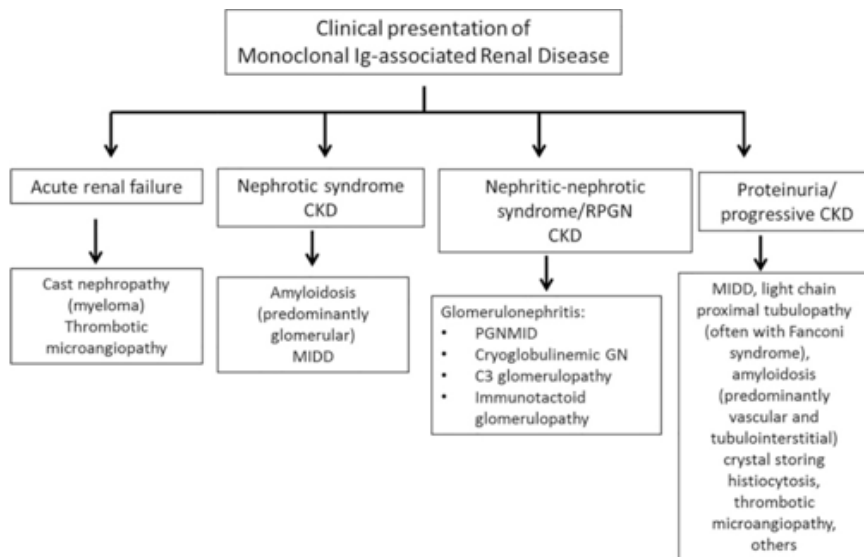 Clinical presentation of
Monoclonal Ig-associated Renal Disease
Acute renal failure
Nephrotic syndrome
CKD
Nephritic-nephrotic
syndrome/RPGN
CKD
Proteinuria/
progressive CKD
Cast nephropathy
(myeloma)
Thrombotic
microangiopathy
Amyloidosis
(predominantly
glomerular)
MIDD
Glomerulonephritis:
• PGNMID
• Cryoglobulinemic GN
• C3 glomerulopathy
• Immunotactoid
glomerulopathy
MIDD, light chain
proximal tubulopathy
(often with Fanconi
syndrome),
amyloidosis
(predominantly
vascular and
tubulointerstitial)
crystal storing
histiocytosis,
thrombotic
microangiopathy,
others